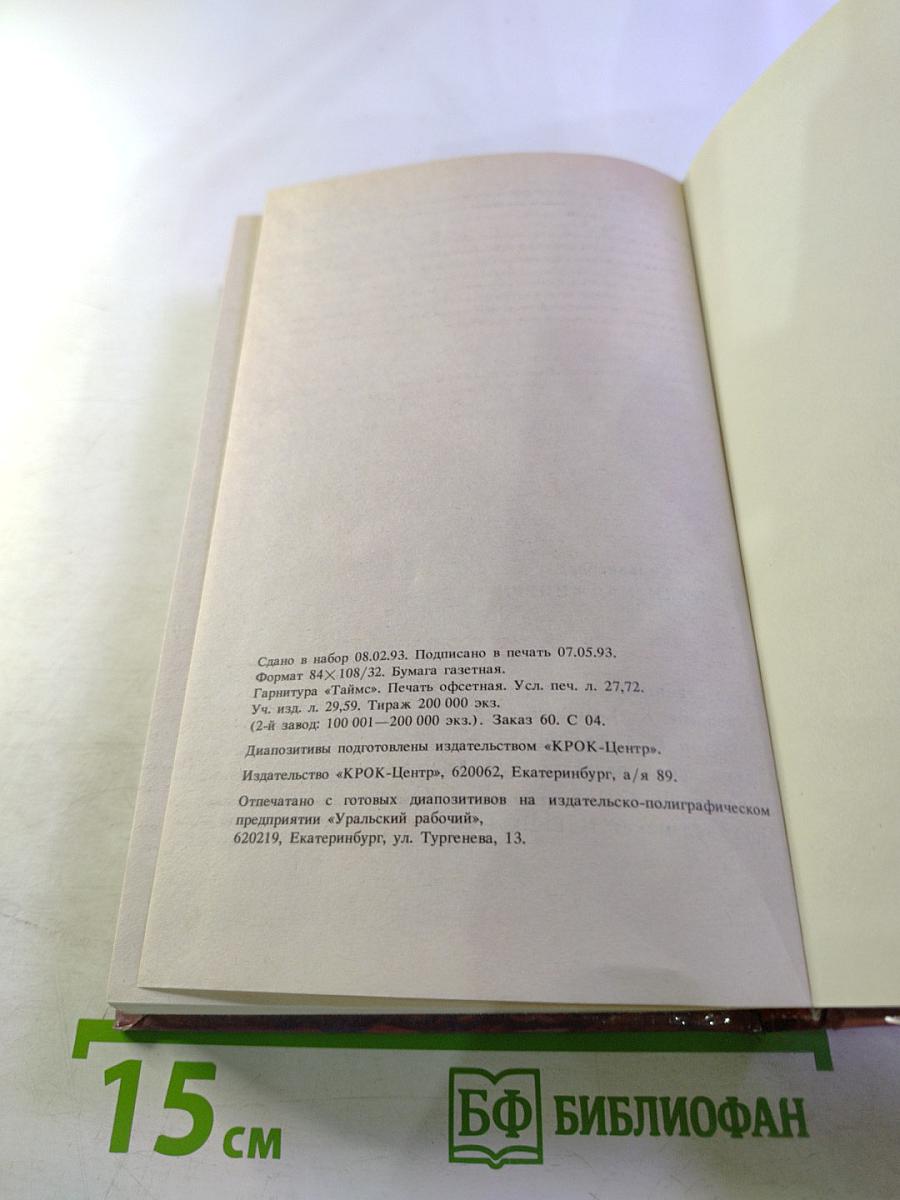 Сдано в набор 08.02.93. Подписано в печать 07.05.93.
Формат 84×108/32. Бумага газетная.
Гарнитура «Таймс». Печать офсетная. Усл. печ. л. 27,72.
Уч. изд. л. 29,59. Тираж 200 000 экз.
(2-й завод: 100 001—200 000 экз.). Заказ 60. С 04.
Диапозитивы подготовлены издательством «КРОК-Центр».
Издательство «КРОК-Центр», 620062, Екатеринбург, а/я 89.
Отпечатано с готовых диапозитивов на издательско-полиграфическом
предприятии «Уральский рабочий»,
620219, Екатеринбург, ул. Тургенева, 13.
15 см
БФ БИБЛИОФАН